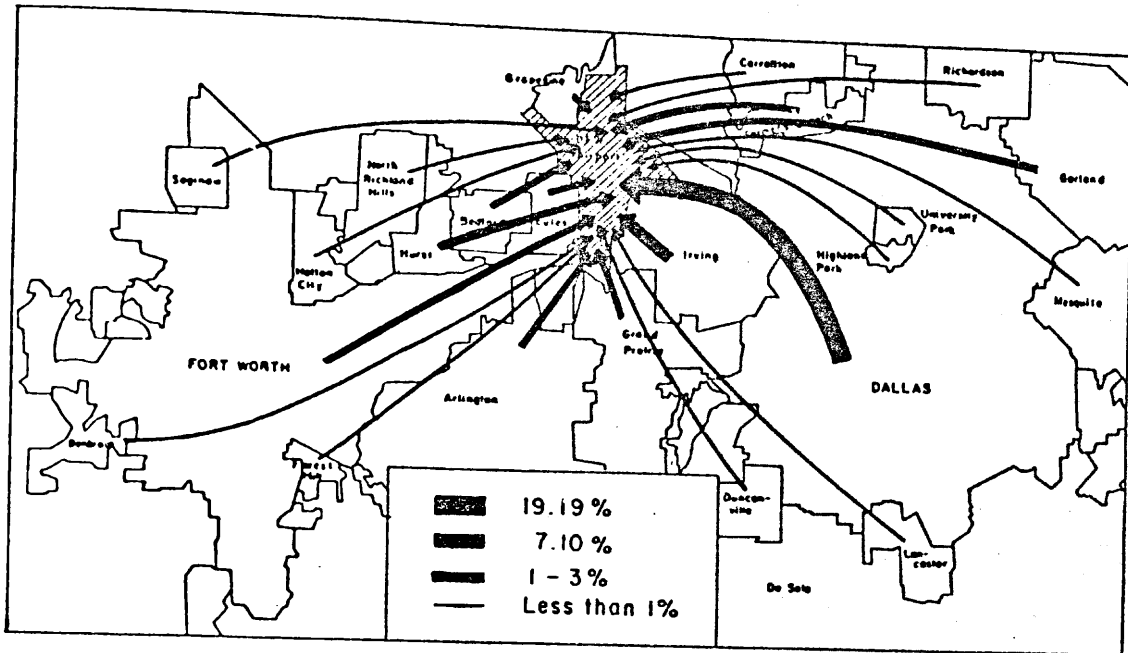 Grapevine
Carrollton
Richardson
Saginaw
North
Richland
Hills
Garland
University
Park
Hurst
Euless
Irving
Highland
Park
Haltom
City
Mesquite
Grand
Prairie
FORT WORTH
DALLAS
Arlington
Benbrook
Forest
Duncan-
ville
Lan-
caster
De Soto
19.19 %
7.10 %
1 - 3 %
Less than 1%